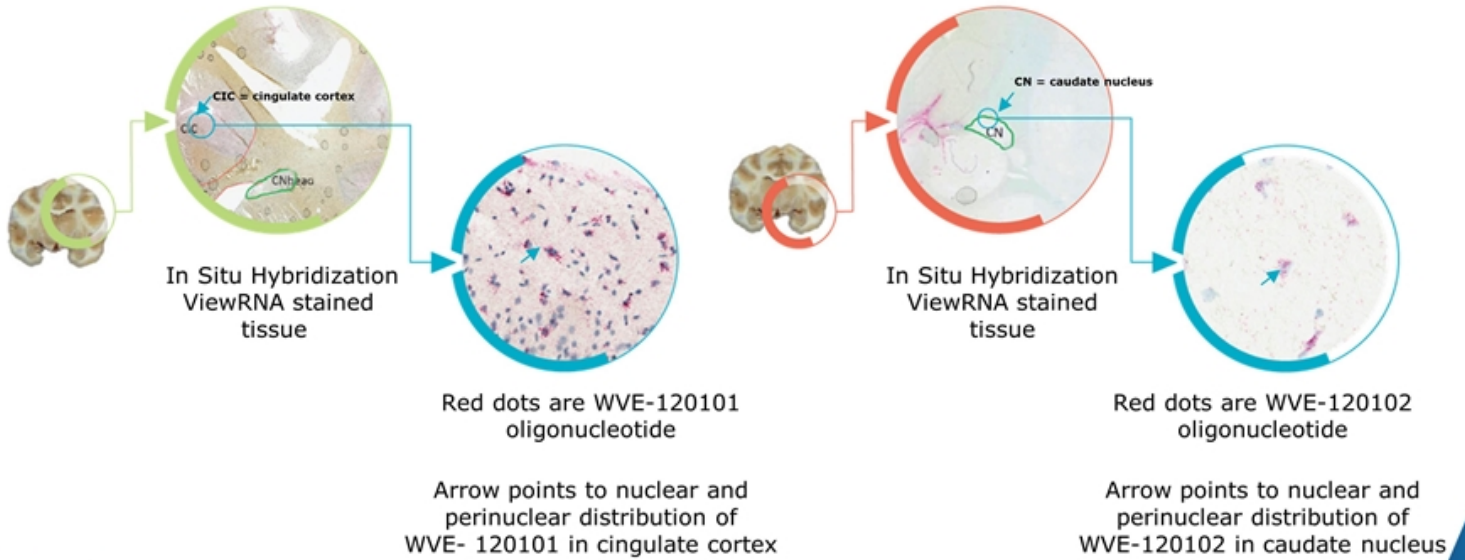 CIC = cingulate cortex
CIC
CNheao
In Situ Hybridization
ViewRNA stained
tissue
Red dots are WVE-120101
oligonucleotide
Arrow points to nuclear and
perinuclear distribution of
WVE- 120101 in cingulate cortex
CN = caudate nucleus
CN
In Situ Hybridization
ViewRNA stained
tissue
Red dots are WVE-120102
oligonucleotide
Arrow points to nuclear and
perinuclear distribution of
WVE-120102 in caudate nucleus